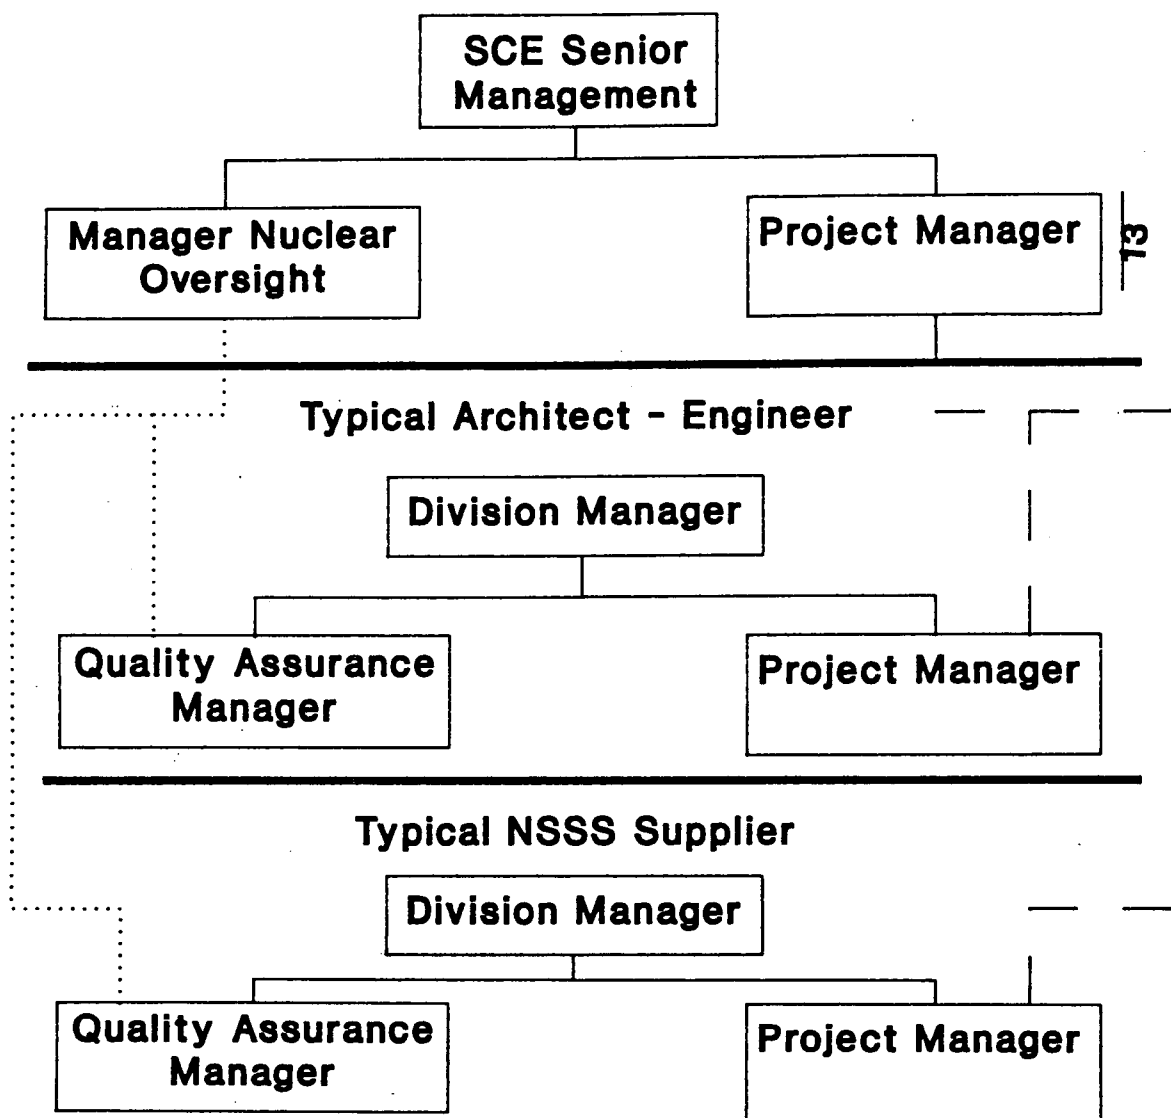 SCE Senior
Management
Manager Nuclear
Oversight
Project Manager
13
Typical Architect - Engineer
Division Manager
Quality Assurance
Manager
Project Manager
Typical NSSS Supplier
Division Manager
Quality Assurance
Manager
Project Manager